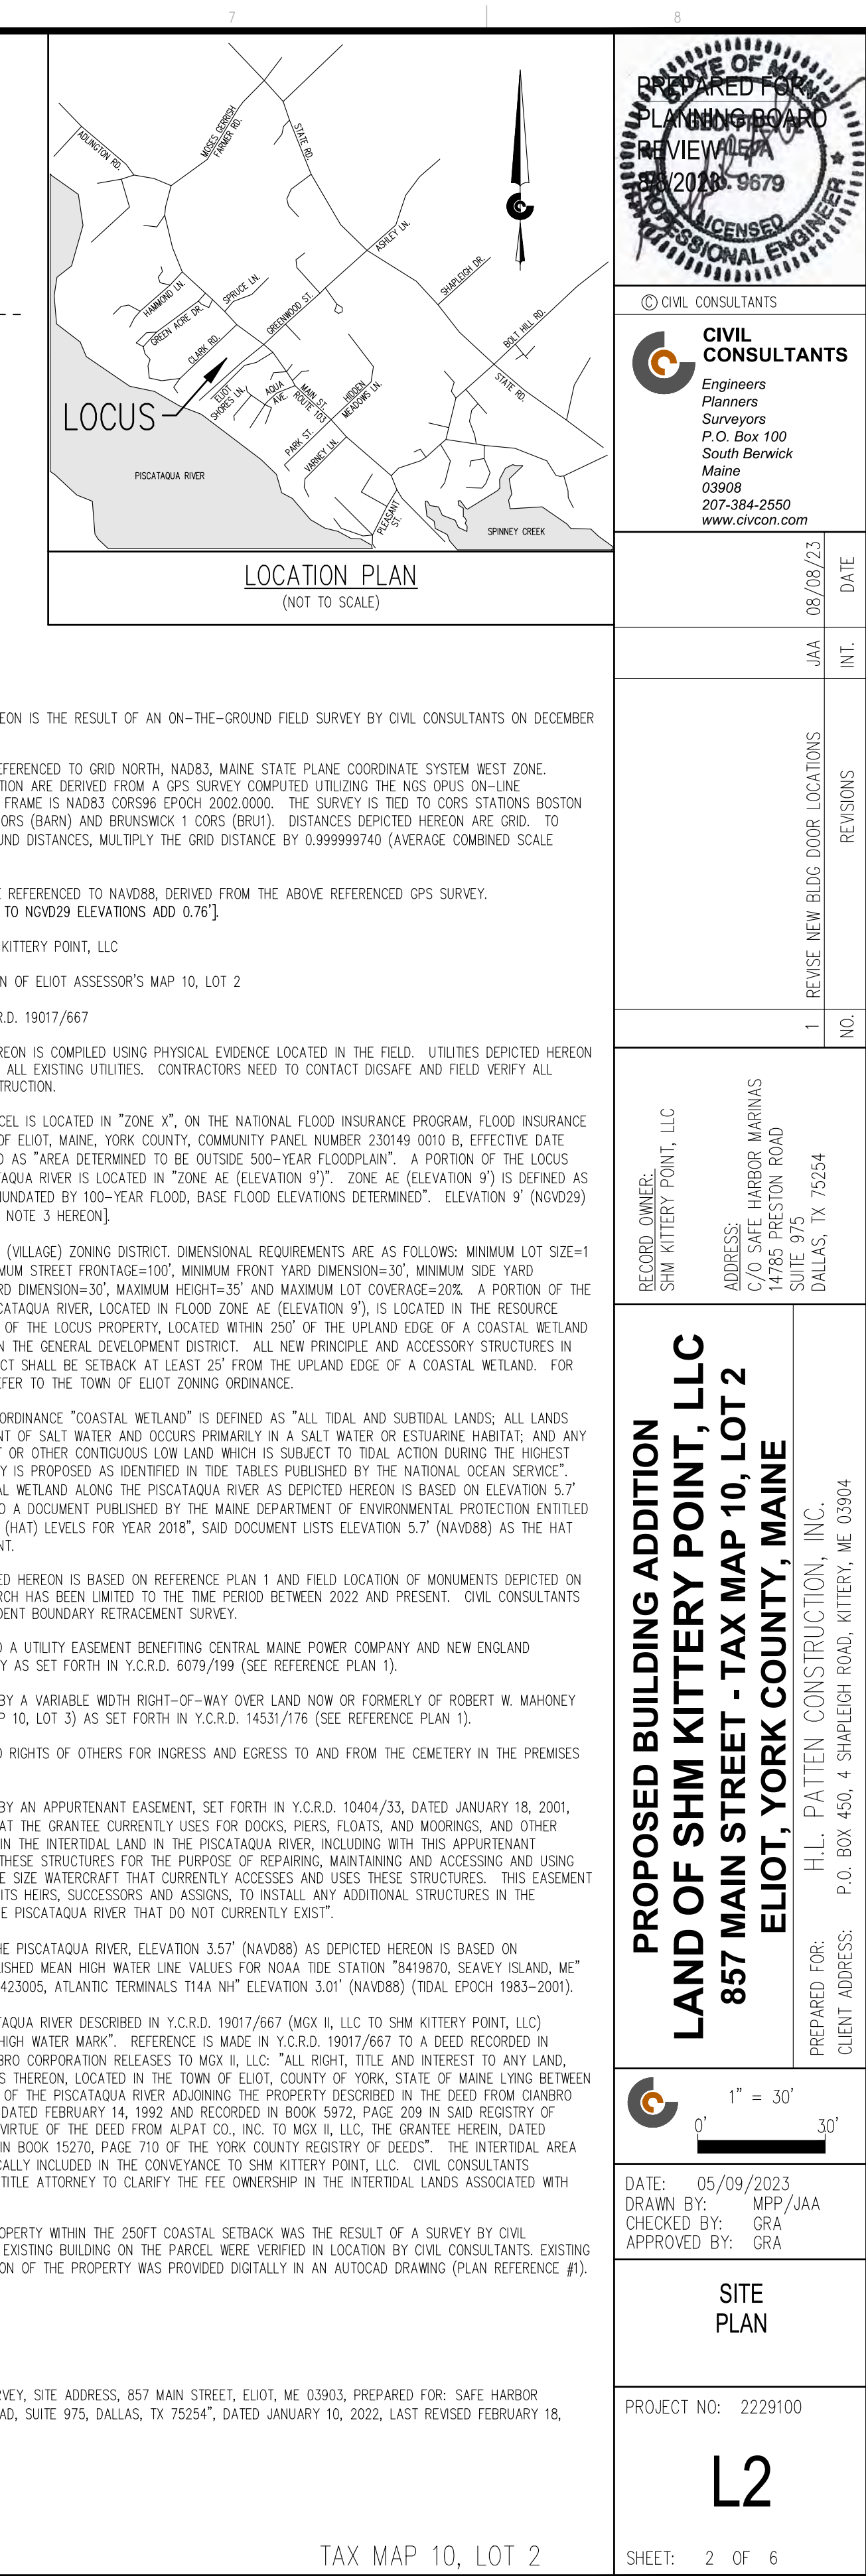 7
8
ADLINGTON RD.
MOSES GERRISH
FARMER RD.
STATE RD.
ASHLEY LN.
SHAPLEIGH DR.
BOLT HILL RD.
HAMMOND LN.
GREEN ACRE DR.
SPRUCE LN.
GREENWOOD ST.
CLARK RD.
ELIOT
SHORES LN.
AQUA
AVE.
MAIN ST.
ROUTE 103
HIDDEN
MEADOWS LN.
STATE RD.
PARK ST.
VARNEY LN.
PLEASANT
ST.
LOCUS
PISCATAQUA RIVER
SPINNEY CREEK
LOCATION PLAN
(NOT TO SCALE)
EON IS THE RESULT OF AN ON-THE-GROUND FIELD SURVEY BY CIVIL CONSULTANTS ON DECEMBER
EFERENCED TO GRID NORTH, NAD83, MAINE STATE PLANE COORDINATE SYSTEM WEST ZONE.
TION ARE DERIVED FROM A GPS SURVEY COMPUTED UTILIZING THE NGS OPUS ON-LINE
FRAME IS NAD83 CORS96 EPOCH 2002.0000. THE SURVEY IS TIED TO CORS STATIONS BOSTON
ORS (BARN) AND BRUNSWICK 1 CORS (BRU1). DISTANCES DEPICTED HEREON ARE GRID. TO
UND DISTANCES, MULTIPLY THE GRID DISTANCE BY 0.999999740 (AVERAGE COMBINED SCALE
E REFERENCED TO NAVD88, DERIVED FROM THE ABOVE REFERENCED GPS SURVEY.
TO NGVD29 ELEVATIONS ADD 0.76'].
KITTERY POINT, LLC
N OF ELIOT ASSESSOR'S MAP 10, LOT 2
R.D. 19017/667
REON IS COMPILED USING PHYSICAL EVIDENCE LOCATED IN THE FIELD. UTILITIES DEPICTED HEREON
ALL EXISTING UTILITIES. CONTRACTORS NEED TO CONTACT DIGSAFE AND FIELD VERIFY ALL
TRUCTION.
CEL IS LOCATED IN "ZONE X", ON THE NATIONAL FLOOD INSURANCE PROGRAM, FLOOD INSURANCE
OF ELIOT, MAINE, YORK COUNTY, COMMUNITY PANEL NUMBER 230149 0010 B, EFFECTIVE DATE
D AS "AREA DETERMINED TO BE OUTSIDE 500-YEAR FLOODPLAIN". A PORTION OF THE LOCUS
TAQUA RIVER IS LOCATED IN "ZONE AE (ELEVATION 9')". ZONE AE (ELEVATION 9') IS DEFINED AS
NUNDATED BY 100-YEAR FLOOD, BASE FLOOD ELEVATIONS DETERMINED". ELEVATION 9' (NGVD29)
NOTE 3 HEREON].
(VILLAGE) ZONING DISTRICT. DIMENSIONAL REQUIREMENTS ARE AS FOLLOWS: MINIMUM LOT SIZE=1
MUM STREET FRONTAGE=100', MINIMUM FRONT YARD DIMENSION=30', MINIMUM SIDE YARD
RD DIMENSION=30', MAXIMUM HEIGHT=35' AND MAXIMUM LOT COVERAGE=20%. A PORTION OF THE
CATAQUA RIVER, LOCATED IN FLOOD ZONE AE (ELEVATION 9'), IS LOCATED IN THE RESOURCE
OF THE LOCUS PROPERTY, LOCATED WITHIN 250' OF THE UPLAND EDGE OF A COASTAL WETLAND
N THE GENERAL DEVELOPMENT DISTRICT. ALL NEW PRINCIPLE AND ACCESSORY STRUCTURES IN
CT SHALL BE SETBACK AT LEAST 25' FROM THE UPLAND EDGE OF A COASTAL WETLAND. FOR
EFER TO THE TOWN OF ELIOT ZONING ORDINANCE.
ORDINANCE "COASTAL WETLAND" IS DEFINED AS "ALL TIDAL AND SUBTIDAL LANDS; ALL LANDS
NT OF SALT WATER AND OCCURS PRIMARILY IN A SALT WATER OR ESTUARINE HABITAT; AND ANY
T OR OTHER CONTIGUOUS LOW LAND WHICH IS SUBJECT TO TIDAL ACTION DURING THE HIGHEST
Y IS PROPOSED AS IDENTIFIED IN TIDE TABLES PUBLISHED BY THE NATIONAL OCEAN SERVICE".
AL WETLAND ALONG THE PISCATAQUA RIVER AS DEPICTED HEREON IS BASED ON ELEVATION 5.7'
O A DOCUMENT PUBLISHED BY THE MAINE DEPARTMENT OF ENVIRONMENTAL PROTECTION ENTITLED
(HAT) LEVELS FOR YEAR 2018", SAID DOCUMENT LISTS ELEVATION 5.7' (NAVD88) AS THE HAT
NT.
ED HEREON IS BASED ON REFERENCE PLAN 1 AND FIELD LOCATION OF MONUMENTS DEPICTED ON
RCH HAS BEEN LIMITED TO THE TIME PERIOD BETWEEN 2022 AND PRESENT. CIVIL CONSULTANTS
DENT BOUNDARY RETRACEMENT SURVEY.
O A UTILITY EASEMENT BENEFITING CENTRAL MAINE POWER COMPANY AND NEW ENGLAND
Y AS SET FORTH IN Y.C.R.D. 6079/199 (SEE REFERENCE PLAN 1).
BY A VARIABLE WIDTH RIGHT-OF-WAY OVER LAND NOW OR FORMERLY OF ROBERT W. MAHONEY
P 10, LOT 3) AS SET FORTH IN Y.C.R.D. 14531/176 (SEE REFERENCE PLAN 1).
O RIGHTS OF OTHERS FOR INGRESS AND EGRESS TO AND FROM THE CEMETERY IN THE PREMISES
BY AN APPURTENANT EASEMENT, SET FORTH IN Y.C.R.D. 10404/33, DATED JANUARY 18, 2001,
AT THE GRANTEE CURRENTLY USES FOR DOCKS, PIERS, FLOATS, AND MOORINGS, AND OTHER
IN THE INTERTIDAL LAND IN THE PISCATAQUA RIVER, INCLUDING WITH THIS APPURTENANT
THESE STRUCTURES FOR THE PURPOSE OF REPAIRING, MAINTAINING AND ACCESSING AND USING
E SIZE WATERCRAFT THAT CURRENTLY ACCESSES AND USES THESE STRUCTURES. THIS EASEMENT
ITS HEIRS, SUCCESSORS AND ASSIGNS, TO INSTALL ANY ADDITIONAL STRUCTURES IN THE
E PISCATAQUA RIVER THAT DO NOT CURRENTLY EXIST".
HE PISCATAQUA RIVER, ELEVATION 3.57' (NAVD88) AS DEPICTED HEREON IS BASED ON
LISHED MEAN HIGH WATER LINE VALUES FOR NOAA TIDE STATION "8419870, SEAVEY ISLAND, ME"
423005, ATLANTIC TERMINALS T14A NH" ELEVATION 3.01' (NAVD88) (TIDAL EPOCH 1983-2001).
TAQUA RIVER DESCRIBED IN Y.C.R.D. 19017/667 (MGX II, LLC TO SHM KITTERY POINT, LLC)
HIGH WATER MARK". REFERENCE IS MADE IN Y.C.R.D. 19017/667 TO A DEED RECORDED IN
BRO CORPORATION RELEASES TO MGX II, LLC: "ALL RIGHT, TITLE AND INTEREST TO ANY LAND,
S THEREON, LOCATED IN THE TOWN OF ELIOT, COUNTY OF YORK, STATE OF MAINE LYING BETWEEN
OF THE PISCATAQUA RIVER ADJOINING THE PROPERTY DESCRIBED IN THE DEED FROM CIANBRO
DATED FEBRUARY 14, 1992 AND RECORDED IN BOOK 5972, PAGE 209 IN SAID REGISTRY OF
VIRTUE OF THE DEED FROM ALPAT CO., INC. TO MGX II, LLC, THE GRANTEE HEREIN, DATED
IN BOOK 15270, PAGE 710 OF THE YORK COUNTY REGISTRY OF DEEDS". THE INTERTIDAL AREA
CALLY INCLUDED IN THE CONVEYANCE TO SHM KITTERY POINT, LLC. CIVIL CONSULTANTS
TITLE ATTORNEY TO CLARIFY THE FEE OWNERSHIP IN THE INTERTIDAL LANDS ASSOCIATED WITH
OPERTY WITHIN THE 250FT COASTAL SETBACK WAS THE RESULT OF A SURVEY BY CIVIL
EXISTING BUILDING ON THE PARCEL WERE VERIFIED IN LOCATION BY CIVIL CONSULTANTS. EXISTING
ON OF THE PROPERTY WAS PROVIDED DIGITALLY IN AN AUTOCAD DRAWING (PLAN REFERENCE #1).
VEY, SITE ADDRESS, 857 MAIN STREET, ELIOT, ME 03903, PREPARED FOR: SAFE HARBOR
AD, SUITE 975, DALLAS, TX 75254", DATED JANUARY 10, 2022, LAST REVISED FEBRUARY 18,
TAX MAP 10, LOT 2
PREPARED FOR
PLANNING BOARD
REVIEW
8/8/2023
STATE OF MAINE
9679
LICENSED
PROFESSIONAL ENGINEER
© CIVIL CONSULTANTS
CIVIL
CONSULTANTS
Engineers
Planners
Surveyors
P.O. Box 100
South Berwick
Maine
03908
207-384-2550
www.civcon.com
1 REVISE NEW BLDG DOOR LOCATIONS JAA 08/08/23
NO. REVISIONS INT. DATE
RECORD OWNER:
SHM KITTERY POINT, LLC
ADDRESS:
C/O SAFE HARBOR MARINAS
14785 PRESTON ROAD
SUITE 975
DALLAS, TX 75254
PROPOSED BUILDING ADDITION
LAND OF SHM KITTERY POINT, LLC
857 MAIN STREET - TAX MAP 10, LOT 2
ELIOT, YORK COUNTY, MAINE
PREPARED FOR: H.L. PATTEN CONSTRUCTION, INC.
CLIENT ADDRESS: P.O. BOX 450, 4 SHAPLEIGH ROAD, KITTERY, ME 03904
1" = 30'
0' 30'
DATE: 05/09/2023
DRAWN BY: MPP/JAA
CHECKED BY: GRA
APPROVED BY: GRA
SITE
PLAN
PROJECT NO: 2229100
L2
SHEET: 2 OF 6